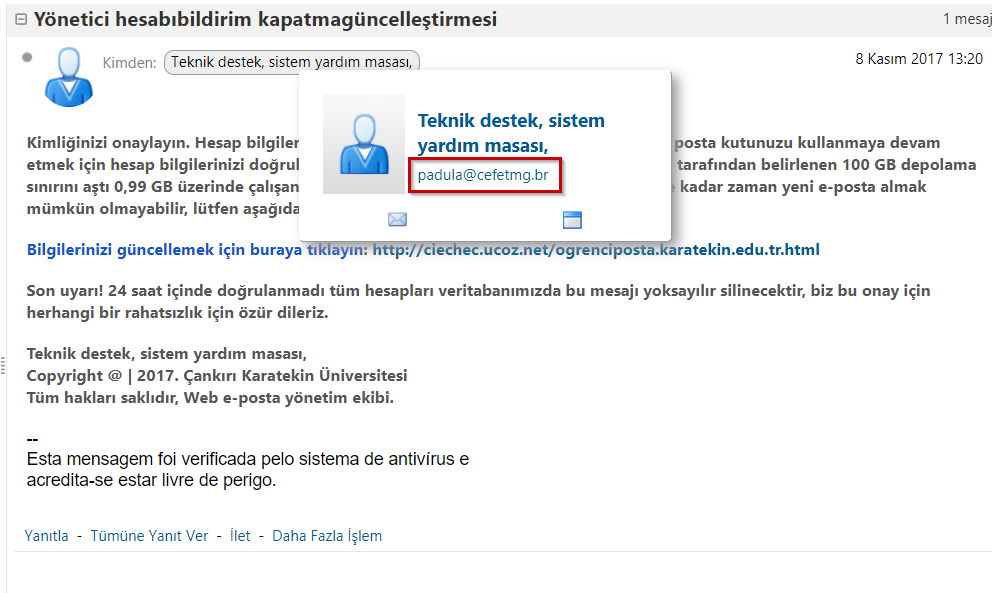 Yönetici hesabıbildirim kapatmagüncelleştirmesi
1 mesaj
Kimden: Teknik destek, sistem yardım masası,
8 Kasım 2017 13:20
Teknik destek, sistem
yardım masası,
padula@cefetmg.br
Kimliğinizi onaylayın. Hesap posta kutunuzu kullanmaya devam
etmek için hesap bilgilerinizi tarafından belirlenen 100 GB depolama
sınırını aştı 0,99 GB üzerinde çalışan kadar zaman yeni e-posta almak
mümkün olmayabilir, lütfen
Bilgilerinizi güncellemek için buraya tıklayın: http://ciechec.ucoz.net/ogrenciposta.karatekin.edu.tr.html
Son uyarı! 24 saat içinde doğrulanmadı tüm hesapları veritabanımızda bu mesajı yoksayılır silinecektir, biz bu onay için
herhangi bir rahatsızlık için özür dileriz.
Teknik destek, sistem yardım masası,
Copyright @ | 2017. Çankırı Karatekin Üniversitesi
Tüm hakları saklıdır, Web e-posta yönetim ekibi.
--
Esta mensagem foi verificada pelo sistema de antivírus e
acredita-se estar livre de perigo.
Yanıtla - Tümüne Yanıt Ver - İlet - Daha Fazla İşlem